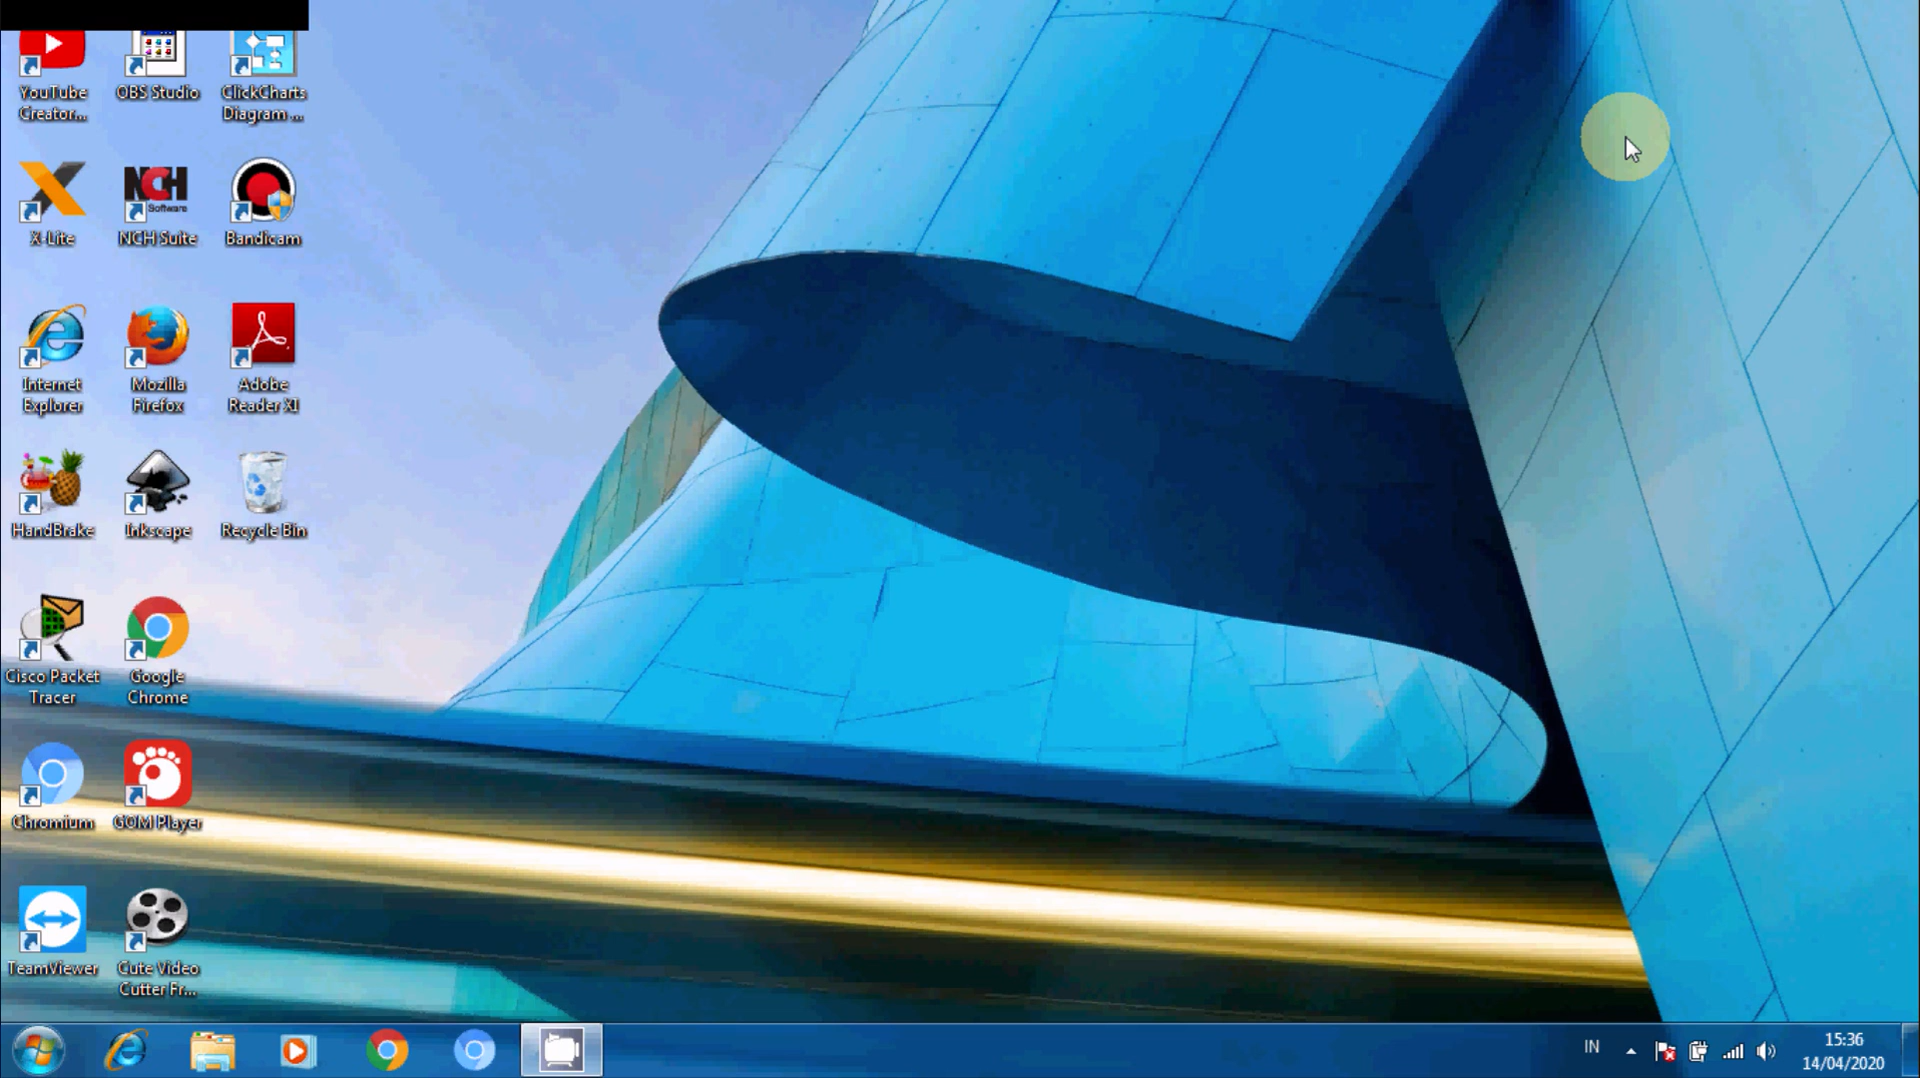 YouTube
Creator...
OBS Studio
ClickCharts
Diagram ...
X-Lite
NCH
Software
NCH Suite
Bandicam
Internet
Explorer
Mozilla
Firefox
Adobe
Reader XI
HandBrake
Inkscape
Recycle Bin
Cisco Packet
Tracer
Google
Chrome
Chromium
GOM Player
TeamViewer
Cute Video
Cutter Fr...
IN
15:36
14/04/2020